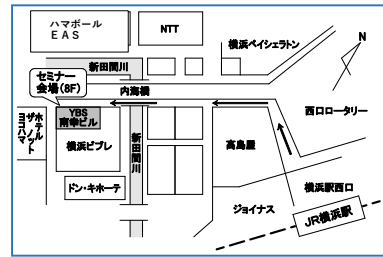 ハマボール
EAS
NTT
横浜ベイシェラトン
N
新田間川
セミナー
会場(8F)
内海橋
西口ロータリー
YBS
南幸ビル
ホテル
ザ・ノット
ヨコハマ
横浜ビブレ
新田間川
高島屋
横浜駅西口
ドン・キホーテ
ジョイナス
JR横浜駅